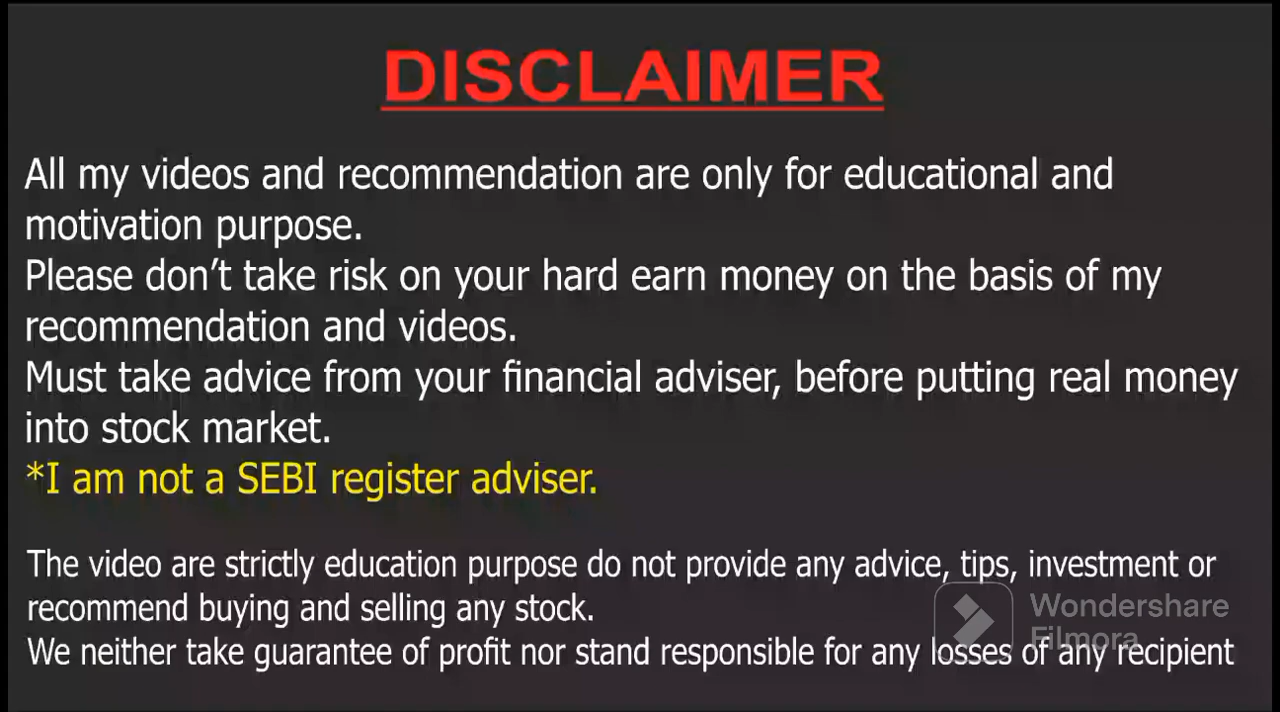 DISCLAIMER
All my videos and recommendation are only for educational and
motivation purpose.
Please don’t take risk on your hard earn money on the basis of my
recommendation and videos.
Must take advice from your financial adviser, before putting real money
into stock market.
*I am not a SEBI register adviser.
The video are strictly education purpose do not provide any advice, tips, investment or
recommend buying and selling any stock.
We neither take guarantee of profit nor stand responsible for any losses of any recipient
Wondershare
Filmora